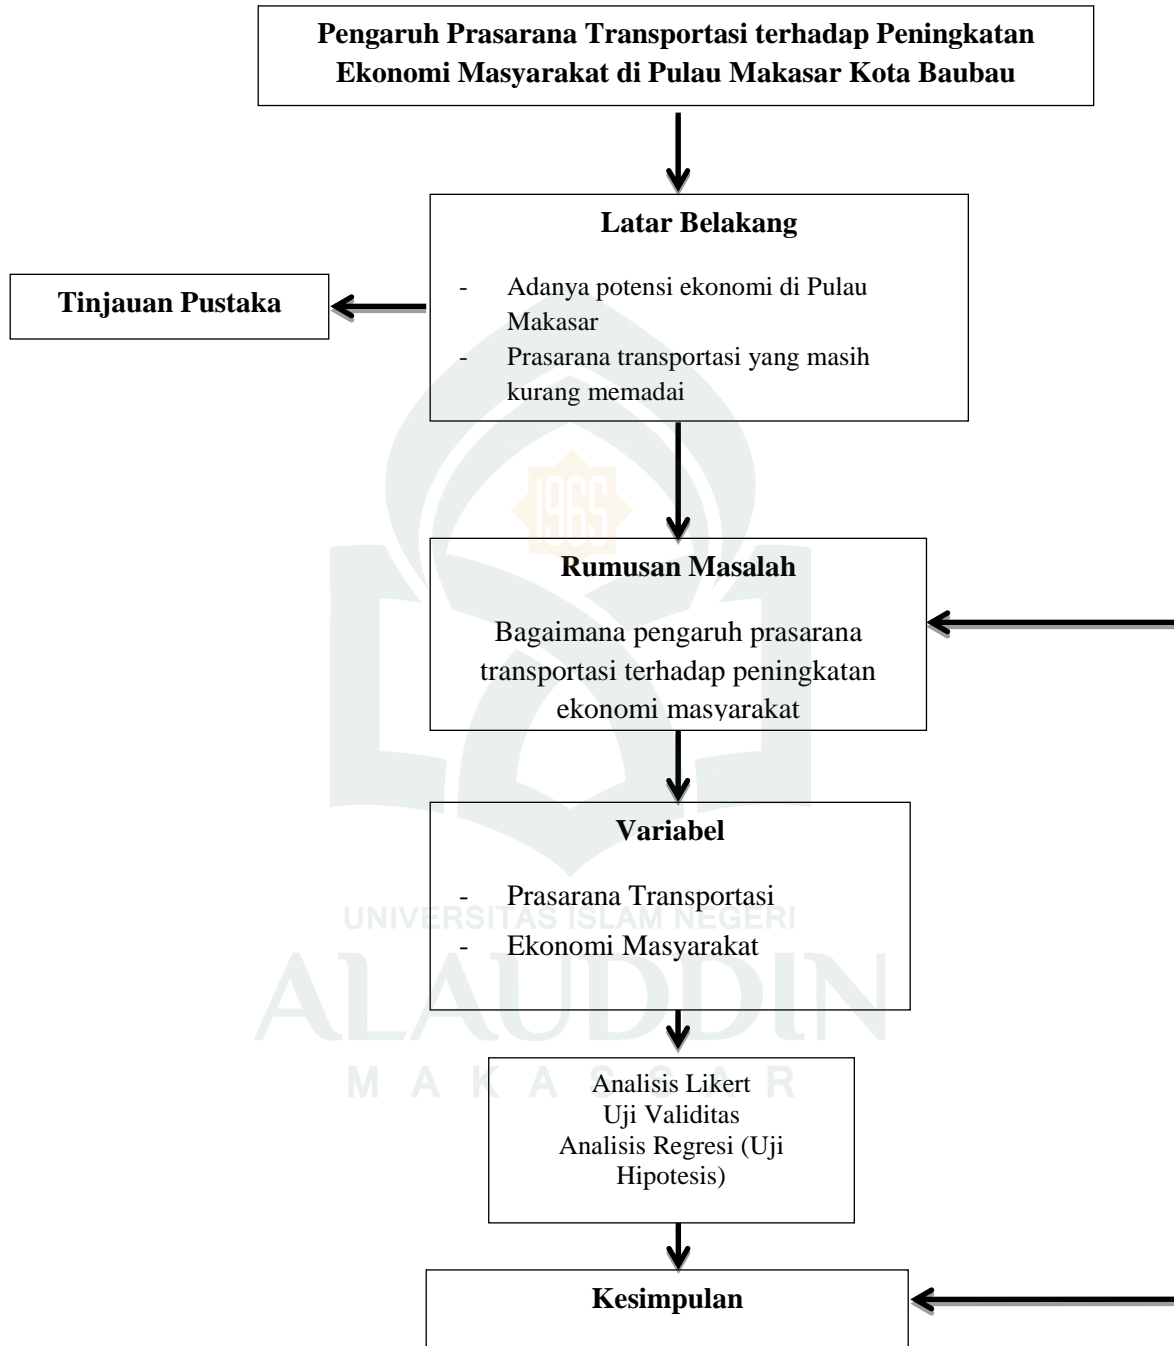 Pengaruh Prasarana Transportasi terhadap Peningkatan
Ekonomi Masyarakat di Pulau Makasar Kota Baubau
Latar Belakang
- Adanya potensi ekonomi di Pulau
Makasar
- Prasarana transportasi yang masih
kurang memadai
Tinjauan Pustaka
1965
Rumusan Masalah
Bagaimana pengaruh prasarana
transportasi terhadap peningkatan
ekonomi masyarakat
Variabel
- Prasarana Transportasi
- Ekonomi Masyarakat
UNIVERSITAS ISLAM NEGERI
ALAUDDIN
MAKASSAR
Analisis Likert
Uji Validitas
Analisis Regresi (Uji
Hipotesis)
Kesimpulan